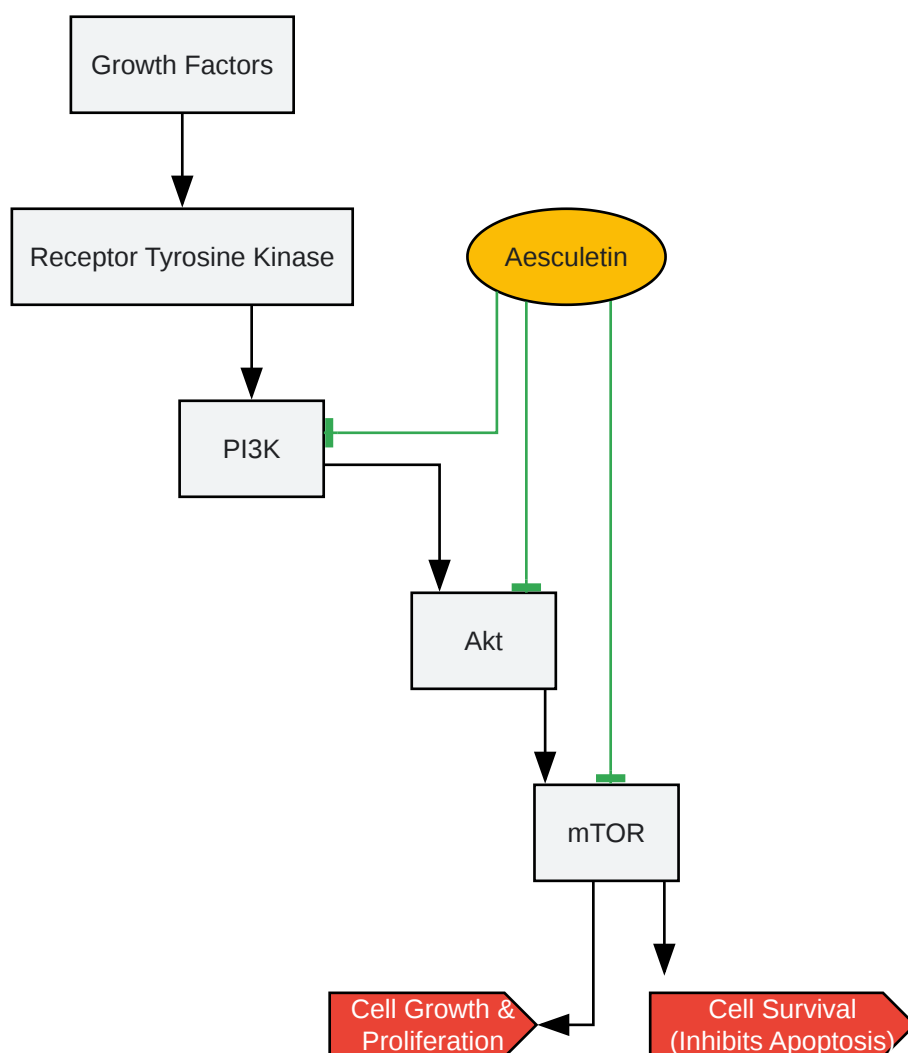 Growth Factors
Receptor Tyrosine Kinase
Aesculetin
PI3K
Akt
mTOR
Cell Growth &
Proliferation
Cell Survival
(Inhibits Apoptosis)